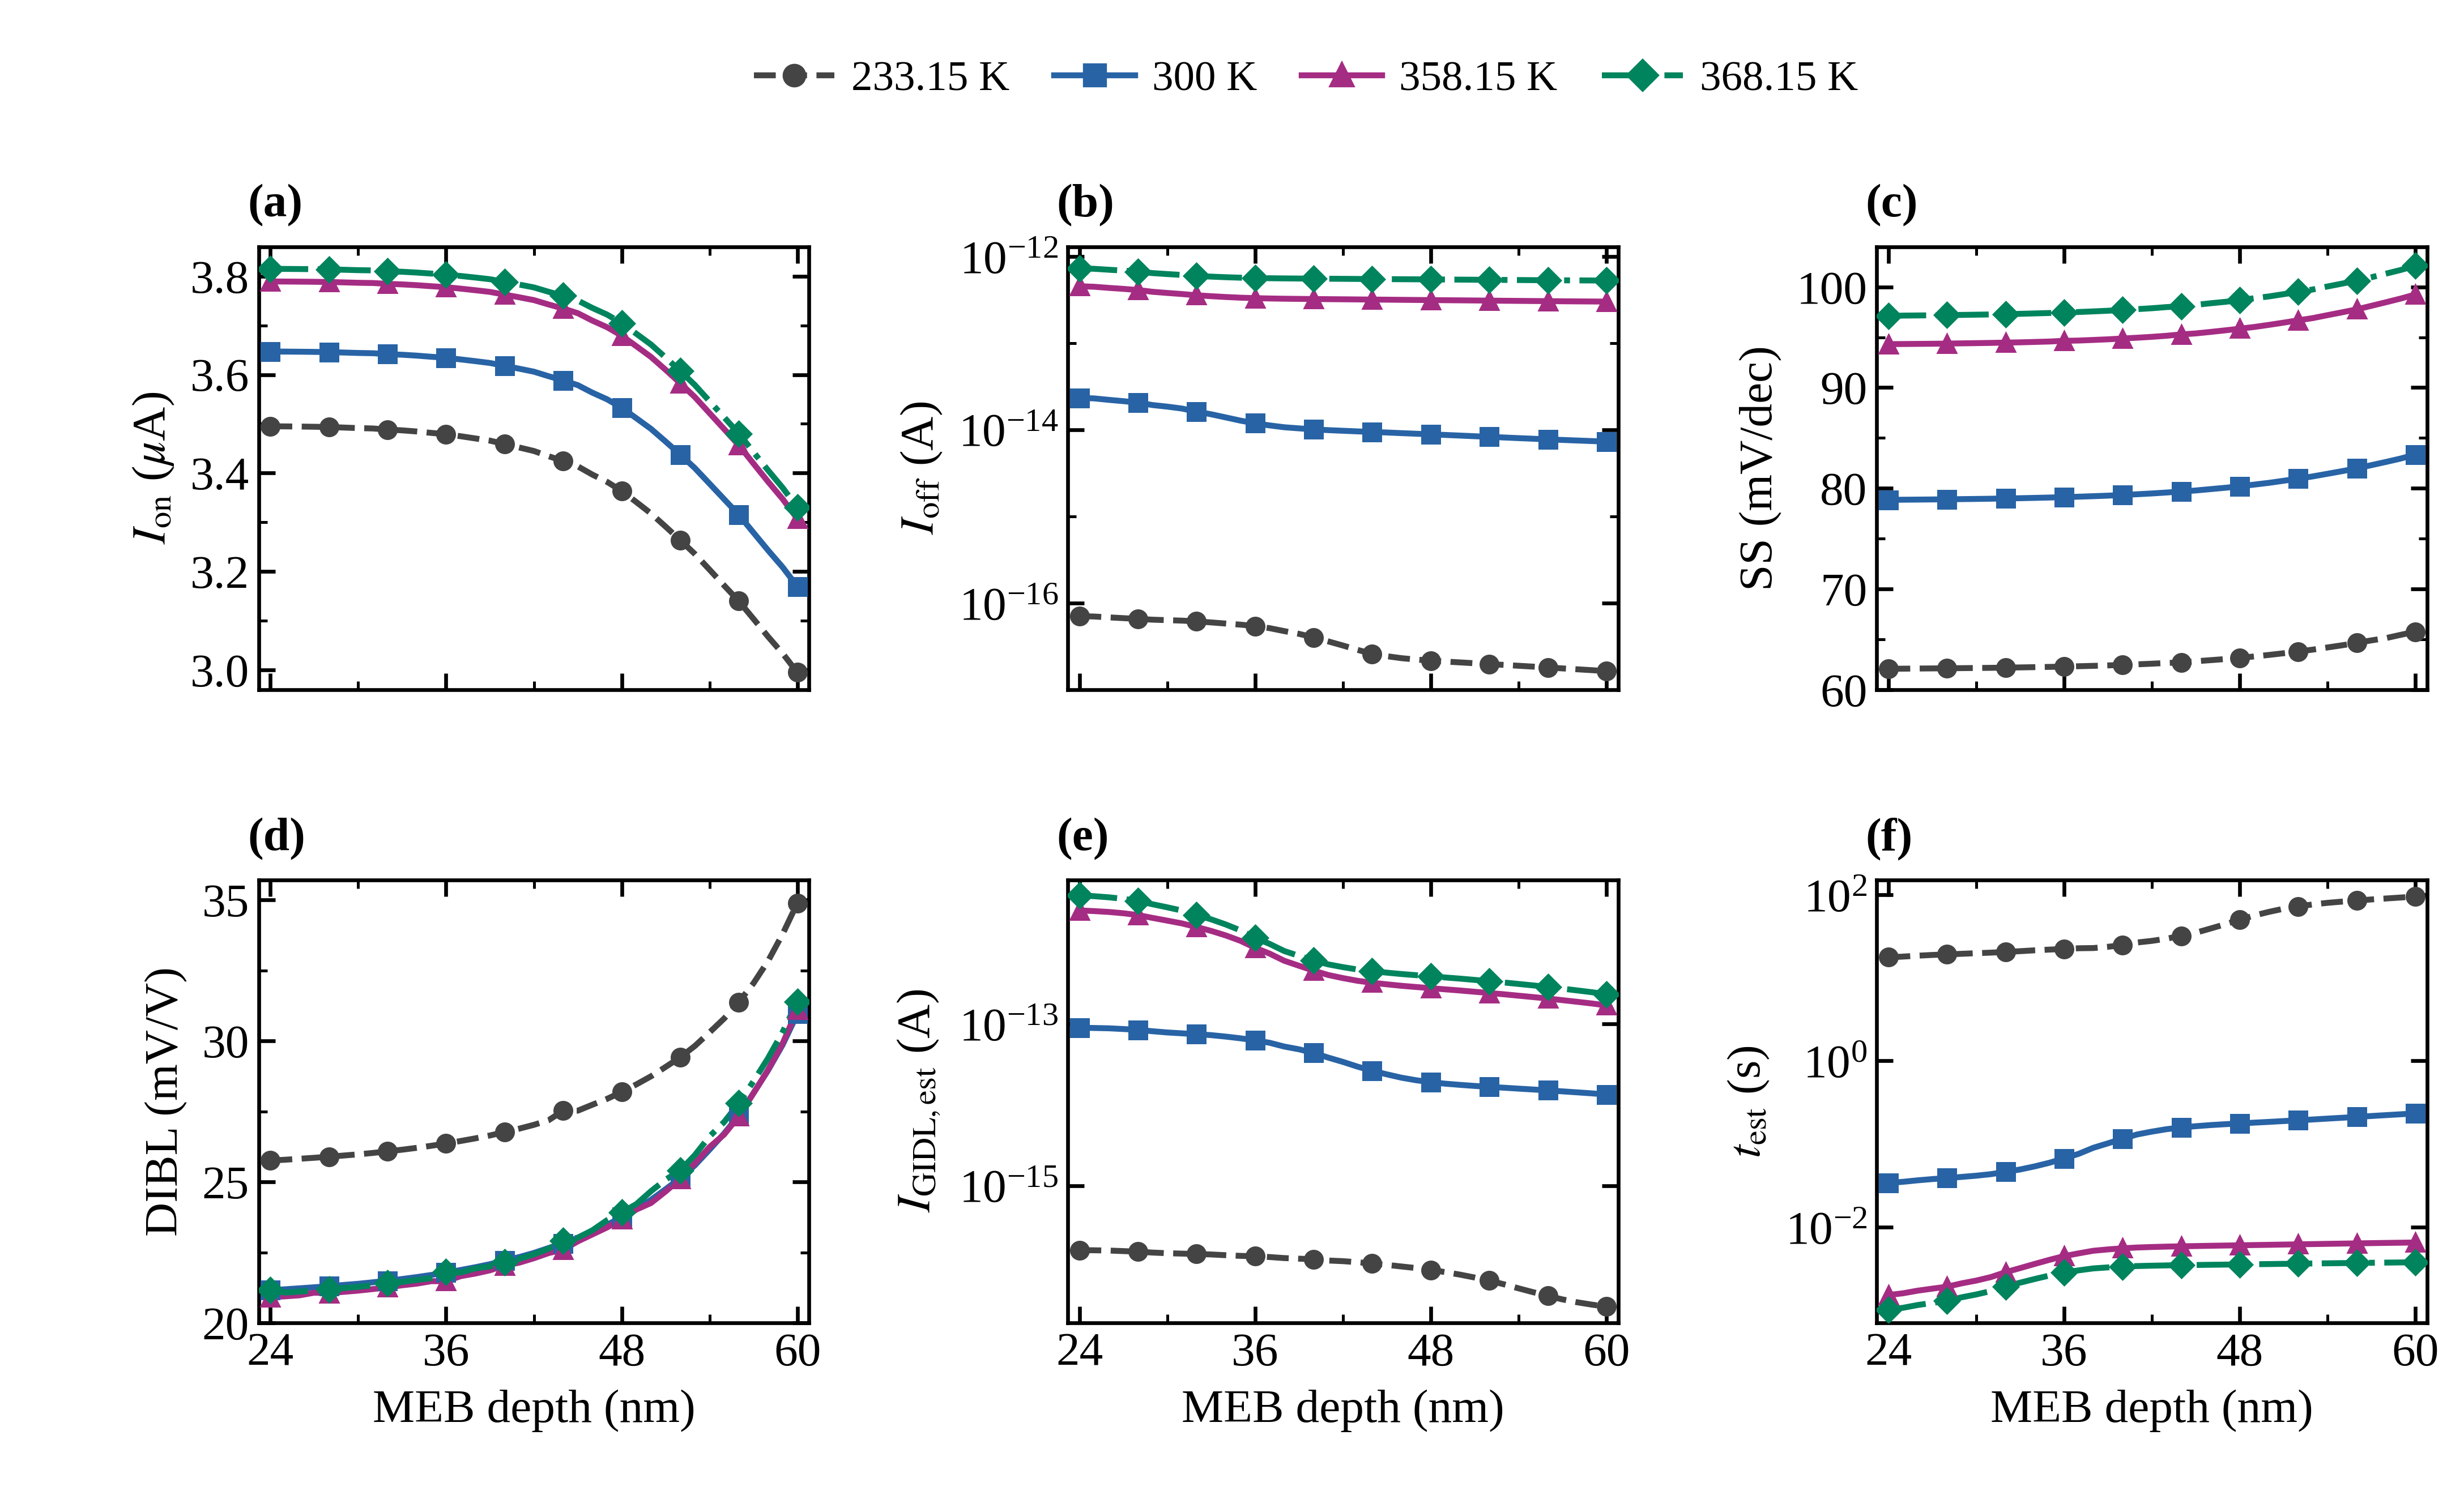 233.15 K 300 K 358.15 K 368.15 K
(a) (b) (c)
3.8
3.6
3.4
3.2
3.0
I_on (μA)
10^−12
10^−14
10^−16
I_off (A)
100
90
80
70
60
SS (mV/dec)
(d) (e) (f)
35
30
25
20
DIBL (mV/V)
24 36 48 60
MEB depth (nm)
10^−13
10^−15
I_GIDL, est (A)
24 36 48 60
MEB depth (nm)
10^2
10^0
10^−2
t_est (s)
24 36 48 60
MEB depth (nm)